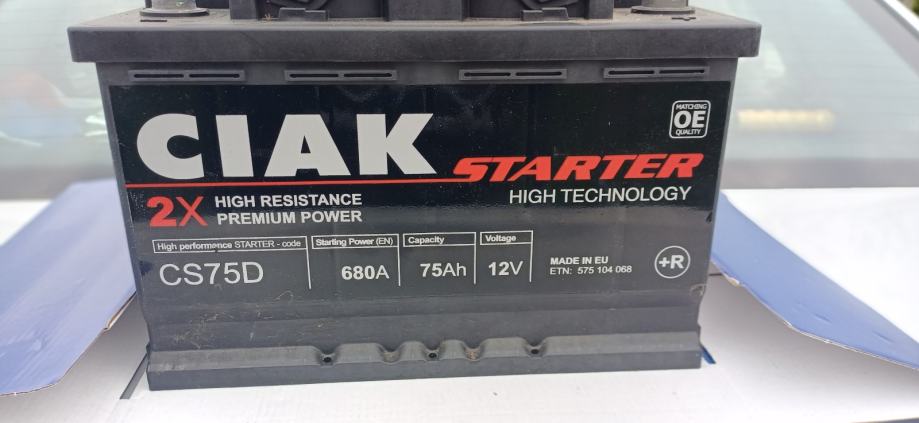 CIAK
STARTER
HIGH TECHNOLOGY
MATCHING
OE
QUALITY
2X HIGH RESISTANCE
PREMIUM POWER
High performance STARTER - code
CS75D
Starting Power (EN)
680A
Capacity
75Ah
Voltage
12V
MADE IN EU
ETN: 575 104 068
+R